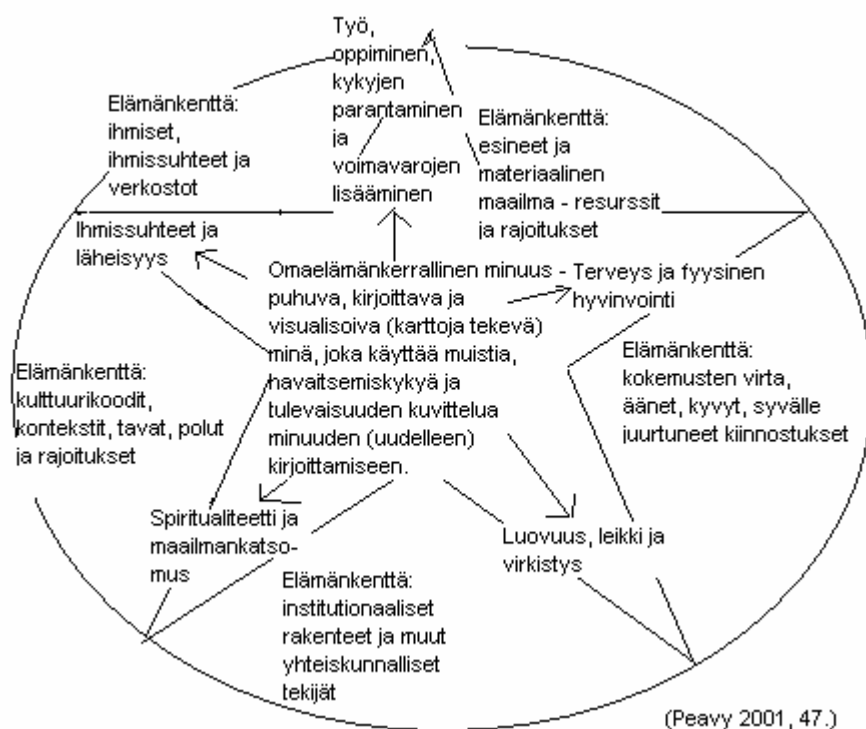 Työ,
oppiminen,
kykyjen
parantaminen
ja
voimavarojen
lisääminen
Elämänkenttä:
ihmiset,
ihmissuhteet ja
verkostot
Elämänkenttä:
esineet ja
materiaalinen
maailma - resurssit
ja rajoitukset
Ihmissuhteet ja
läheisyys
Omaelämänkerrallinen minuus -
puhuva, kirjoittava ja
visualisoiva (karttoja tekevä)
minä, joka käyttää muistia,
havaitsemiskykyä ja
tulevaisuuden kuvittelua
minuuden (uudelleen)
kirjoittamiseen.
Terveys ja fyysinen
hyvinvointi
Elämänkenttä:
kulttuurikoodit,
kontekstit, tavat, polut
ja rajoitukset
Elämänkenttä:
kokemusten virta,
äänet, kyvyt, syvälle
juurtuneet kiinnostukset
Spiritualiteetti ja
maailmankatso-
mus
Luovuus, leikki ja
virkistys
Elämänkenttä:
institutionaaliset
rakenteet ja muut
yhteiskunnalliset
tekijät
(Peavy 2001, 47.)